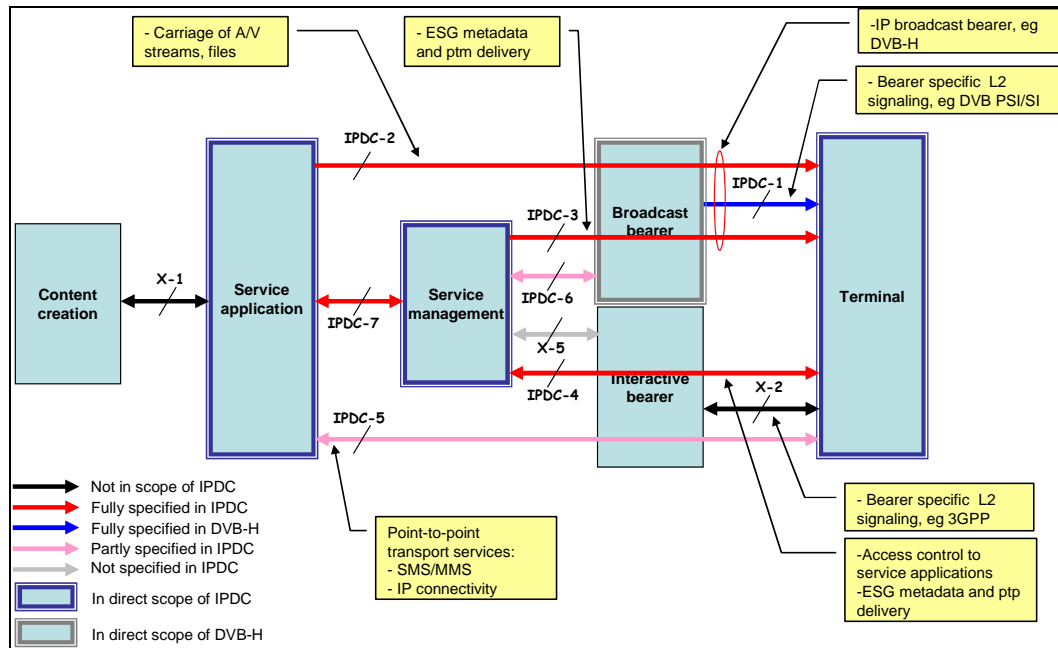 - Carriage of A/V
streams, files
- ESG metadata
and ptm delivery
-IP broadcast bearer, eg
DVB-H
- Bearer specific L2
signaling, eg DVB PSI/SI
IPDC-2
IPDC-1
IPDC-3
Broadcast
bearer
X-1
Content
creation
Service
application
IPDC-7
Service
management
IPDC-6
Terminal
X-5
IPDC-4
Interactive
bearer
X-2
IPDC-5
Not in scope of IPDC
Fully specified in IPDC
Fully specified in DVB-H
Partly specified in IPDC
Not specified in IPDC
In direct scope of IPDC
In direct scope of DVB-H
Point-to-point
transport services:
- SMS/MMS
- IP connectivity
- Bearer specific L2
signaling, eg 3GPP
-Access control to
service applications
-ESG metadata and ptp
delivery